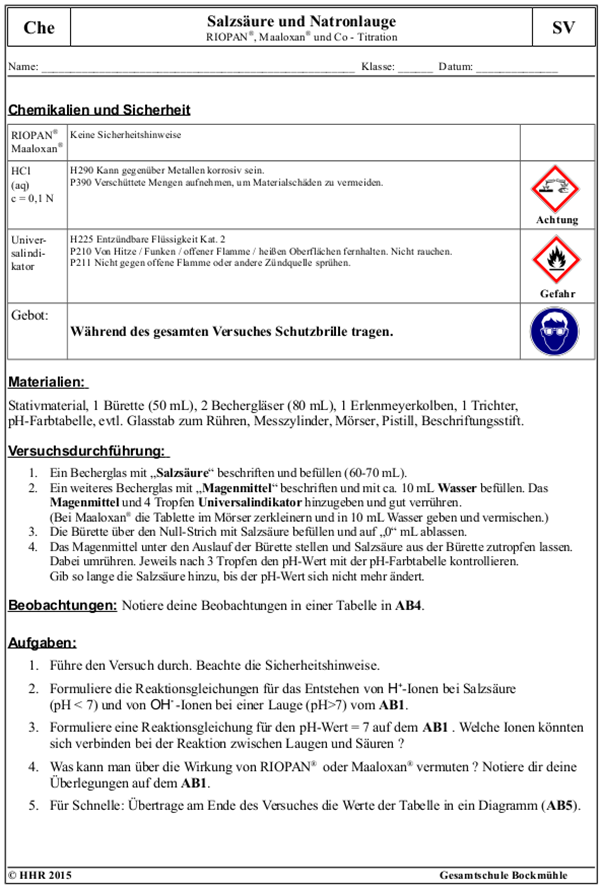 Che
Salzsäure und Natronlauge
RIOPAN®, Maaloxan® und Co - Titration
SV
Name: ___ Klasse: ___ Datum: ___
Chemikalien und Sicherheit
RIOPAN®
Maaloxan®
Keine Sicherheitshinweise
HCl
(aq)
c = 0,1 N
H290 Kann gegenüber Metallen korrosiv sein.
P390 Verschüttete Mengen aufnehmen, um Materialschäden zu vermeiden.
Achtung
Univer-
salindi-
kator
H225 Entzündbare Flüssigkeit Kat. 2
P210 Von Hitze / Funken / offener Flamme / heißen Oberflächen fernhalten. Nicht rauchen.
P211 Nicht gegen offene Flamme oder andere Zündquelle sprühen.
Gefahr
Gebot:
Während des gesamten Versuches Schutzbrille tragen.
Materialien:
Stativmaterial, 1 Bürette (50 mL), 2 Bechergläser (80 mL), 1 Erlenmeyerkolben, 1 Trichter,
pH-Farbtabelle, evtl. Glasstab zum Rühren, Messzylinder, Mörser, Pistill, Beschriftungsstift.
Versuchsdurchführung:
1. Ein Becherglas mit „Salzsäure“ beschriften und befüllen (60-70 mL).
2. Ein weiteres Becherglas mit „Magenmittel“ beschriften und mit ca. 10 mL Wasser befüllen. Das
Magenmittel und 4 Tropfen Universalindikator hinzugeben und gut verrühren.
(Bei Maaloxan® die Tablette im Mörser zerkleinern und in 10 mL Wasser geben und vermischen.)
3. Die Bürette über den Null-Strich mit Salzsäure befüllen und auf „0“ mL ablassen.
4. Das Magenmittel unter den Auslauf der Bürette stellen und Salzsäure aus der Bürette zutropfen lassen.
Dabei umrühren. Jeweils nach 3 Tropfen den pH-Wert mit der pH-Farbtabelle kontrollieren.
Gib so lange die Salzsäure hinzu, bis der pH-Wert sich nicht mehr ändert.
Beobachtungen: Notiere deine Beobachtungen in einer Tabelle in AB4.
Aufgaben:
1. Führe den Versuch durch. Beachte die Sicherheitshinweise.
2. Formuliere die Reaktionsgleichungen für das Entstehen von H⁺-Ionen bei Salzsäure
(pH < 7) und von OH⁻-Ionen bei einer Lauge (pH>7) vom AB1.
3. Formuliere eine Reaktionsgleichung für den pH-Wert = 7 auf dem AB1 . Welche Ionen könnten
sich verbinden bei der Reaktion zwischen Laugen und Säuren ?
4. Was kann man über die Wirkung von RIOPAN® oder Maaloxan® vermuten ? Notiere dir deine
Überlegungen auf dem AB1.
5. Für Schnelle: Übertrage am Ende des Versuches die Werte der Tabelle in ein Diagramm (AB5).
© HHR 2015
Gesamtschule Bockmühle